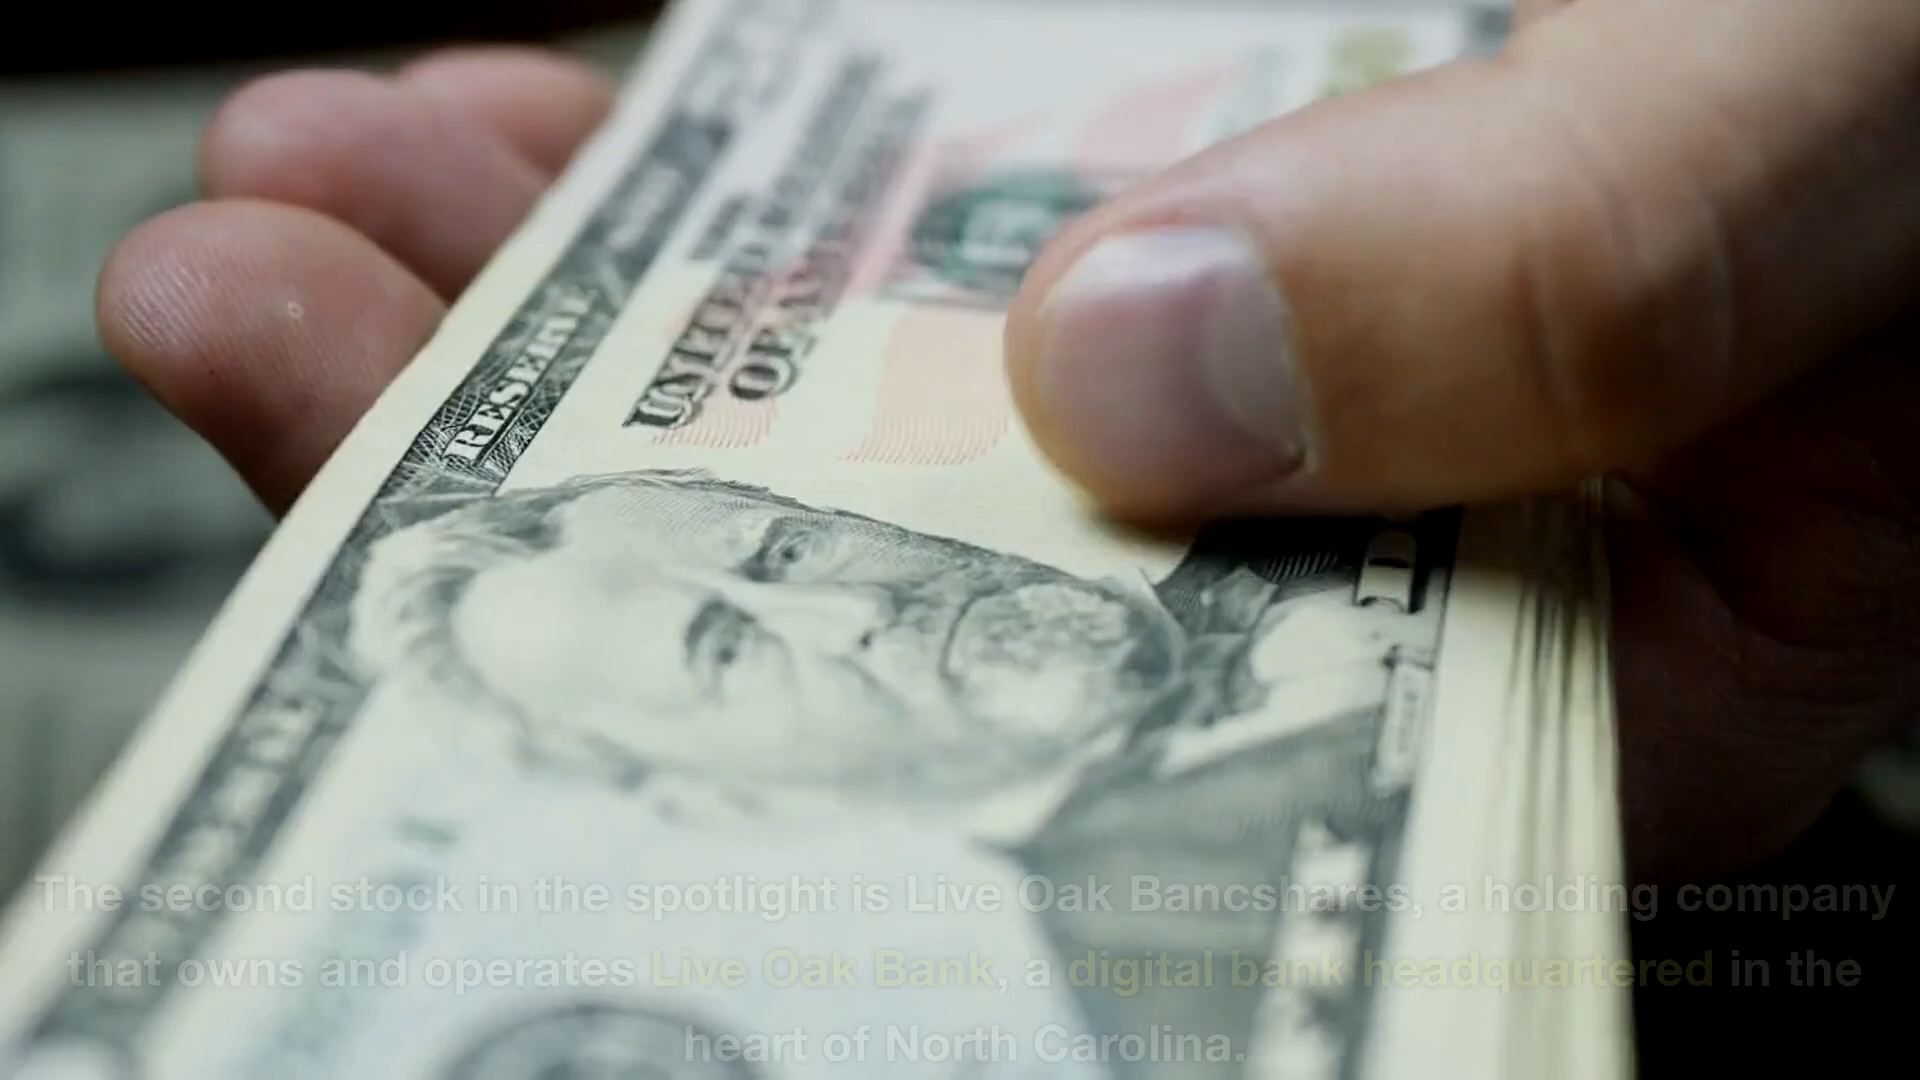 RESERVE
UNITED
OF AM
The second stock in the spotlight is Live Oak Bancshares, a holding company
that owns and operates Live Oak Bank, a digital bank headquartered in the
heart of North Carolina.